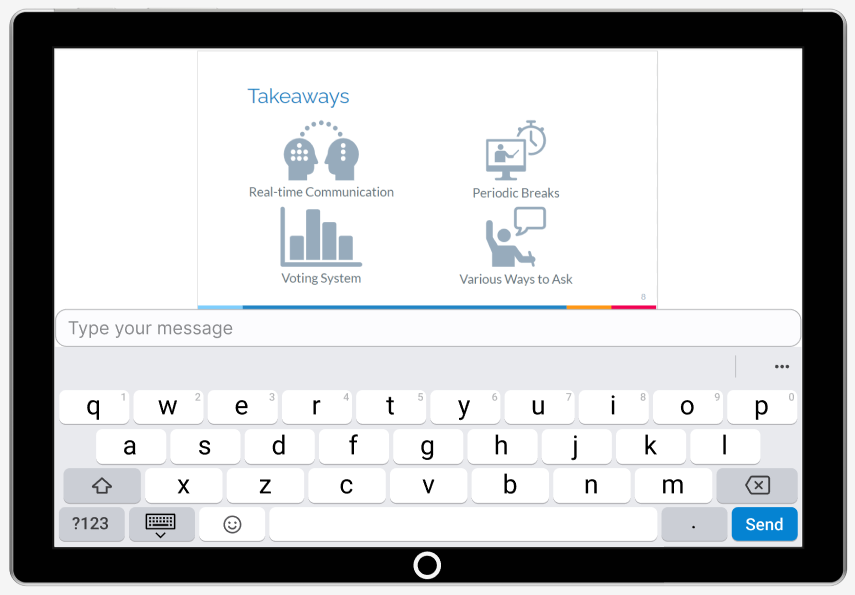 Takeaways
Real-time Communication
Periodic Breaks
Voting System
Various Ways to Ask
8
Type your message
•••
q 1 w 2 e 3 r 4 t 5 y 6 u 7 i 8 o 9 p 0
a s d f g h j k l
x z c v b n m
?123 . Send